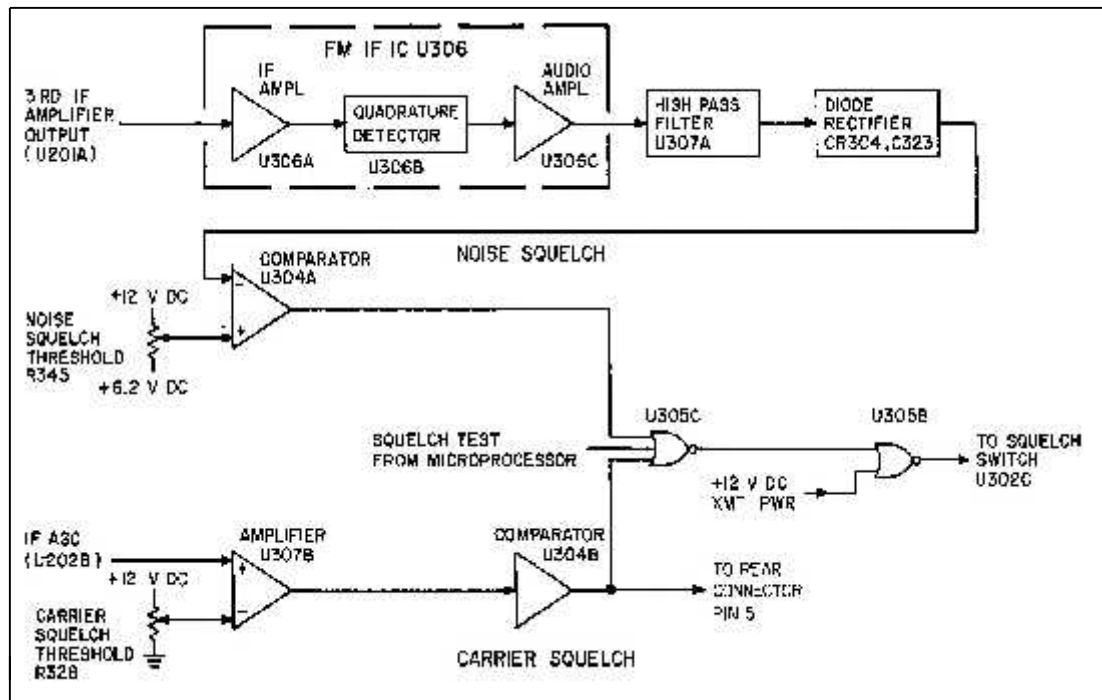 FM IF IC U306
IF
AMPL
AUDIO
AMPL
3RD IF
AMPLIFIER
OUTPUT
(U201A)
QUADRATURE
DETECTOR
HIGH PASS
FILTER
U307A
DIODE
RECTIFIER
CR304, C323
U306A
U306B
U306C
NOISE SQUELCH
COMPARATOR
U304A
+12 V DC
NOISE
SQUELCH
THRESHOLD
R345
+6.2 V DC
-
+
U305C
U305B
SQUELCH TEST
FROM MICROPROCESSOR
TO SQUELCH
SWITCH
U302C
+12 V DC
XMT PWR
IF AGC
(U202B)
AMPLIFIER
U307B
COMPARATOR
U304B
+12 V DC
+
-
TO REAR
CONNECTOR
PIN 5
CARRIER
SQUELCH
THRESHOLD
R328
CARRIER SQUELCH